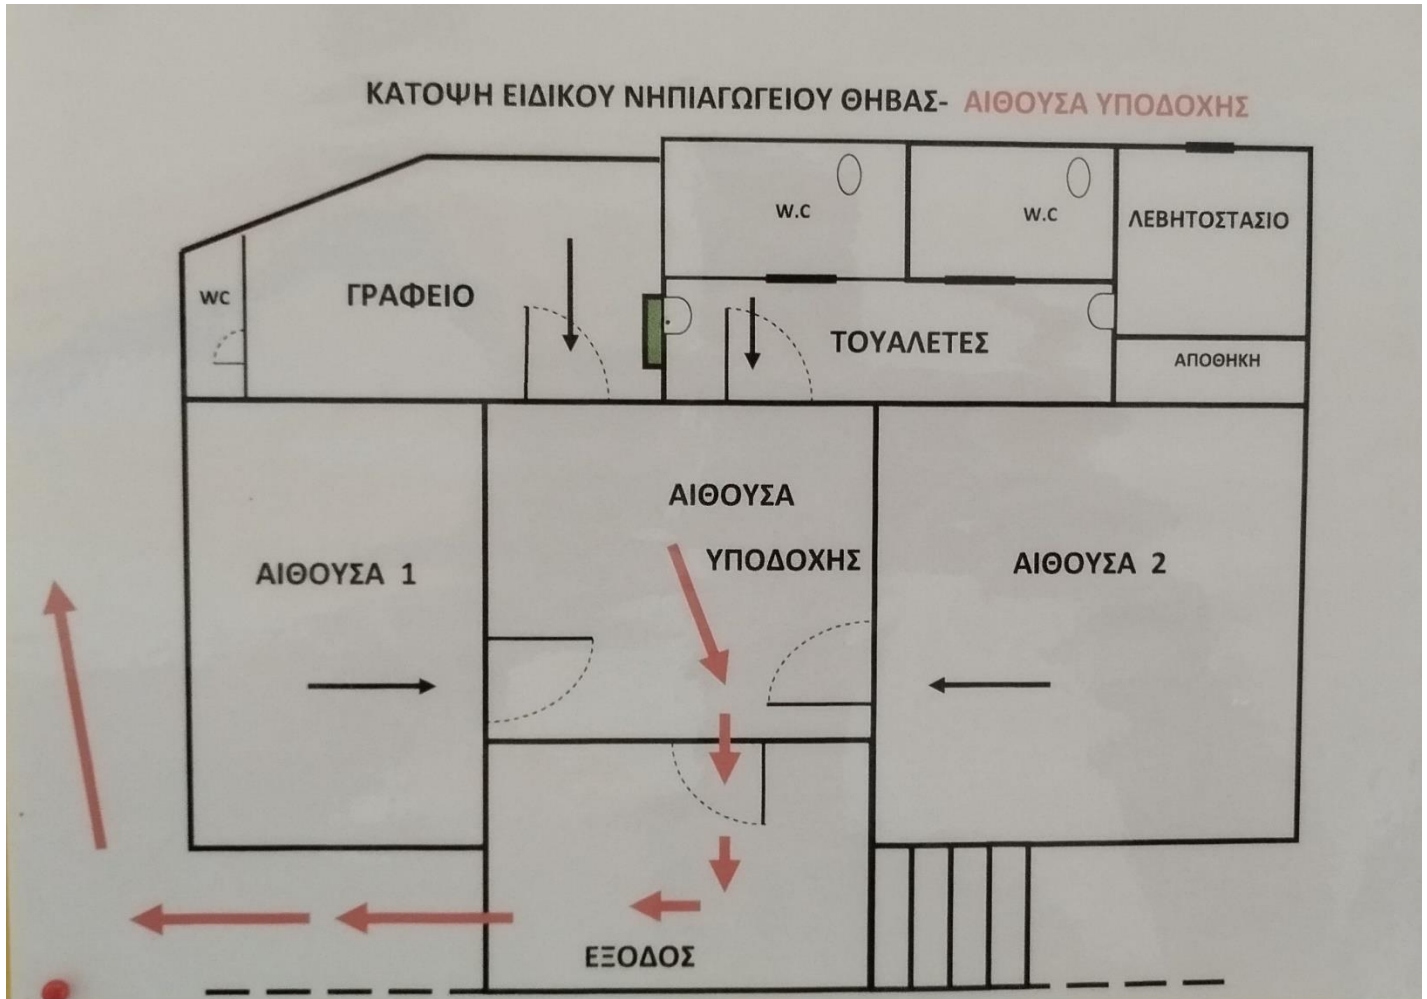 ΚΑΤΟΨΗ ΕΙΔΙΚΟΥ ΝΗΠΙΑΓΩΓΕΙΟΥ ΘΗΒΑΣ- ΑΙΘΟΥΣΑ ΥΠΟΔΟΧΗΣ
W.C
W.C
ΛΕΒΗΤΟΣΤΑΣΙΟ
WC
ΓΡΑΦΕΙΟ
ΤΟΥΑΛΕΤΕΣ
ΑΠΟΘΗΚΗ
ΑΙΘΟΥΣΑ
ΥΠΟΔΟΧΗΣ
ΑΙΘΟΥΣΑ 1
ΑΙΘΟΥΣΑ 2
ΕΞΟΔΟΣ